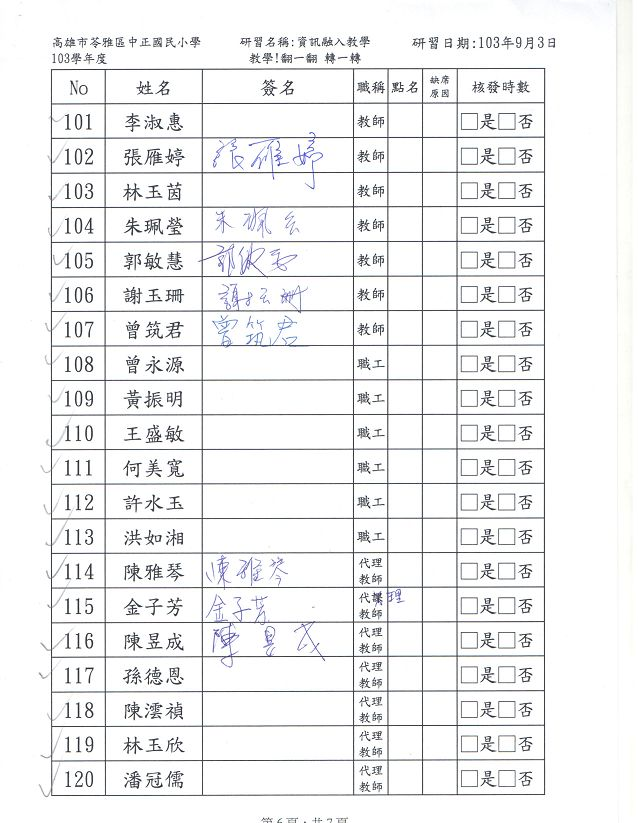 高雄市苓雅區中正國民小學 研習名稱:資訊融入教學 研習日期:103年9月3日
103學年度 教學!翻一翻 轉一轉
No 姓名 簽名 職稱 點名 缺席原因 核發時數
101 李淑惠 教師 □是□否
102 張雁婷 張雁婷 教師 □是□否
103 林玉茵 教師 □是□否
104 朱珮瑩 朱珮 教師 □是□否
105 郭敏慧 郭敏 教師 □是□否
106 謝玉珊 謝 教師 □是□否
107 曾筑君 曾筑君 教師 □是□否
108 曾永源 職工 □是□否
109 黃振明 職工 □是□否
110 王盛敏 職工 □是□否
111 何美寬 職工 □是□否
112 許水玉 職工 □是□否
113 洪如湘 職工 □是□否
114 陳雅琴 陳雅琴 代理教師 □是□否
115 金子芳 金子芳 代 理教師 □是□否
116 陳昱成 陳昱成 代理教師 □是□否
117 孫德恩 代理教師 □是□否
118 陳澐禎 代理教師 □是□否
119 林玉欣 代理教師 □是□否
120 潘冠儒 代理教師 □是□否
第6頁,共7頁